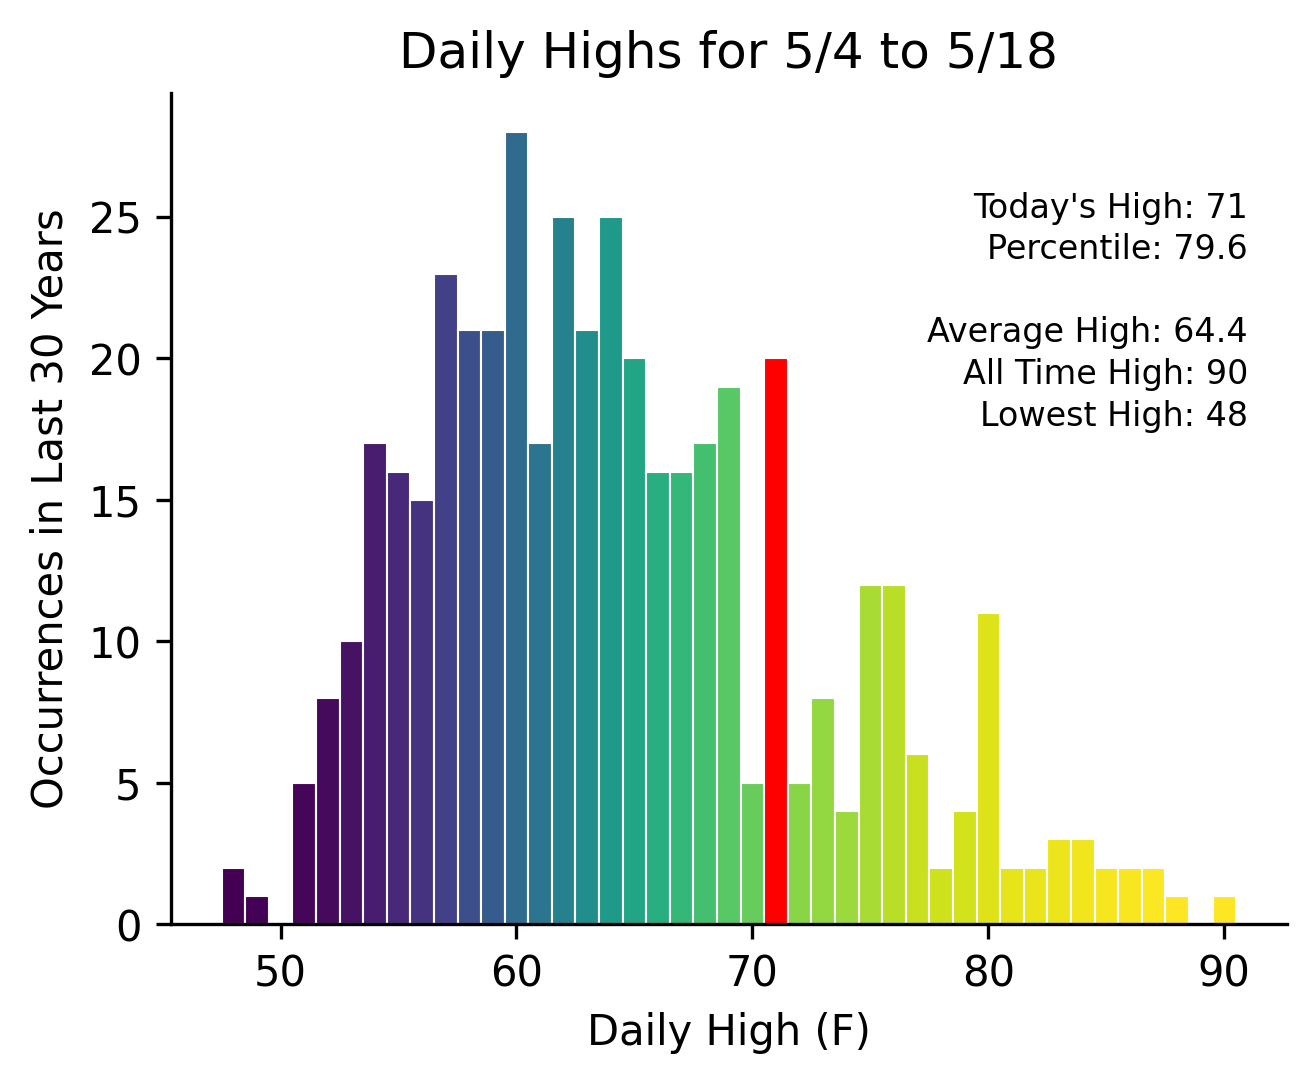 Daily Highs for 5/4 to 5/18
Occurrences in Last 30 Years
25
20
15
10
5
0
Today's High: 71
Percentile: 79.6
Average High: 64.4
All Time High: 90
Lowest High: 48
50 60 70 80 90
Daily High (F)